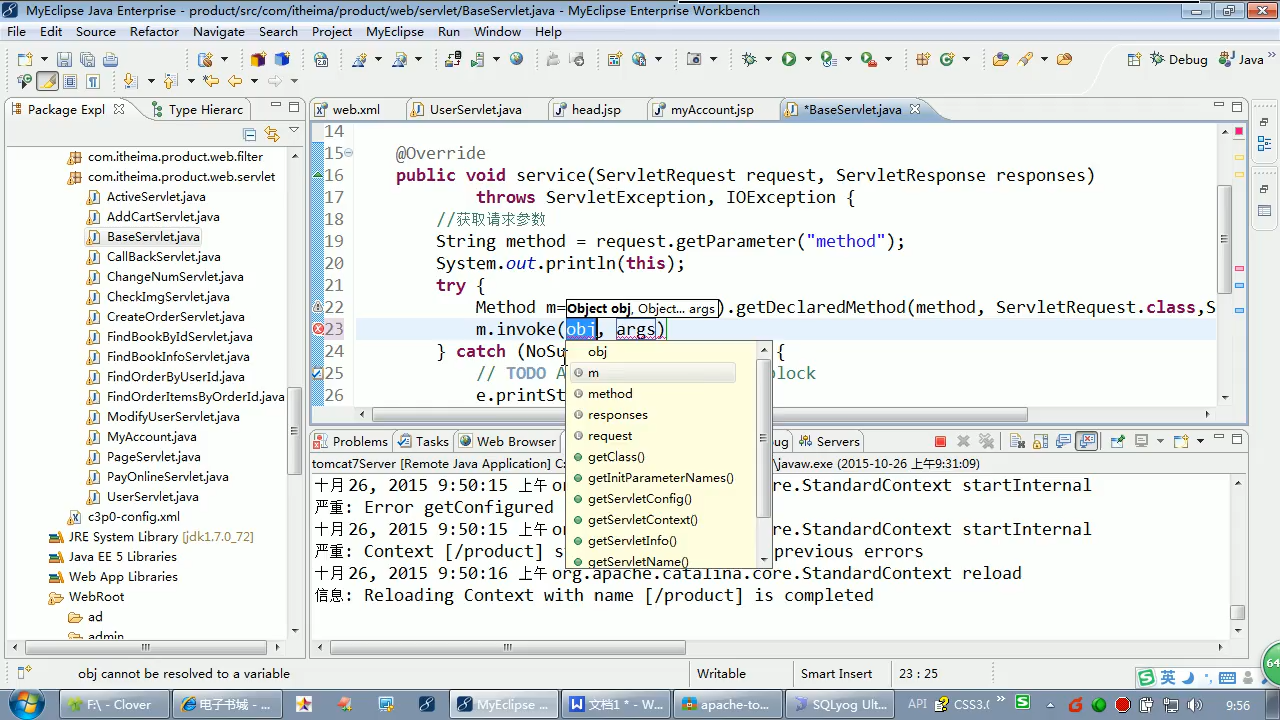 MyEclipse Java Enterprise - product/src/com/itheima/product/web/servlet/BaseServlet.java - MyEclipse Enterprise Workbench
File Edit Source Refactor Navigate Search Project MyEclipse Run Window Help
Debug Java
Package Expl Type Hierarc
web.xml UserServlet.java head.jsp myAccount.jsp *BaseServlet.java
com.itheima.product.web.filter
com.itheima.product.web.servlet
ActiveServlet.java
AddCartServlet.java
BaseServlet.java
CallBackServlet.java
ChangeNumServlet.java
CheckImgServlet.java
CreateOrderServlet.java
FindBookByIdServlet.java
FindBookInfoServlet.java
FindOrderByUserId.java
FindOrderItemsByOrderId.java
ModifyUserServlet.java
MyAccount.java
PageServlet.java
PayOnlineServlet.java
UserServlet.java
c3p0-config.xml
JRE System Library [jdk1.7.0_72]
Java EE 5 Libraries
Web App Libraries
WebRoot
ad
admin
14
15 @Override
16 public void service(ServletRequest request, ServletResponse responses)
17 throws ServletException, IOException {
18 //获取请求参数
19 String method = request.getParameter("method");
20 System.out.println(this);
21 try {
22 Method m= ).getDeclaredMethod(method, ServletRequest.class,S
Object obj, Object... args
23 m.invoke(obj, args)
24 } catch (NoSu {
25 // TODO A lock
26 e.printSt
obj
m
method
responses
request
getClass()
getInitParameterNames()
getServletConfig()
getServletContext()
getServletInfo()
getServletName()
Problems Tasks Web Browser ug Servers
tomcat7Server [Remote Java Application] C: \javaw.exe (2015-10-26 上午9:31:09)
十月 26, 2015 9:50:15 上午 core.StandardContext startInternal
严重: Error getConfigured
十月 26, 2015 9:50:15 上午 core.StandardContext startInternal
严重: Context [/product] s previous errors
十月 26, 2015 9:50:16 上午 org.apache.catalina.core.StandardContext reload
信息: Reloading Context with name [/product] is completed
obj cannot be resolved to a variable Writable Smart Insert 23 : 25
64
英
F:\ - Clover 电子书城 - ... MyEclipse ... 文档1 * - W... apache-to... SQLyog Ult... API CSS3.0 9:56